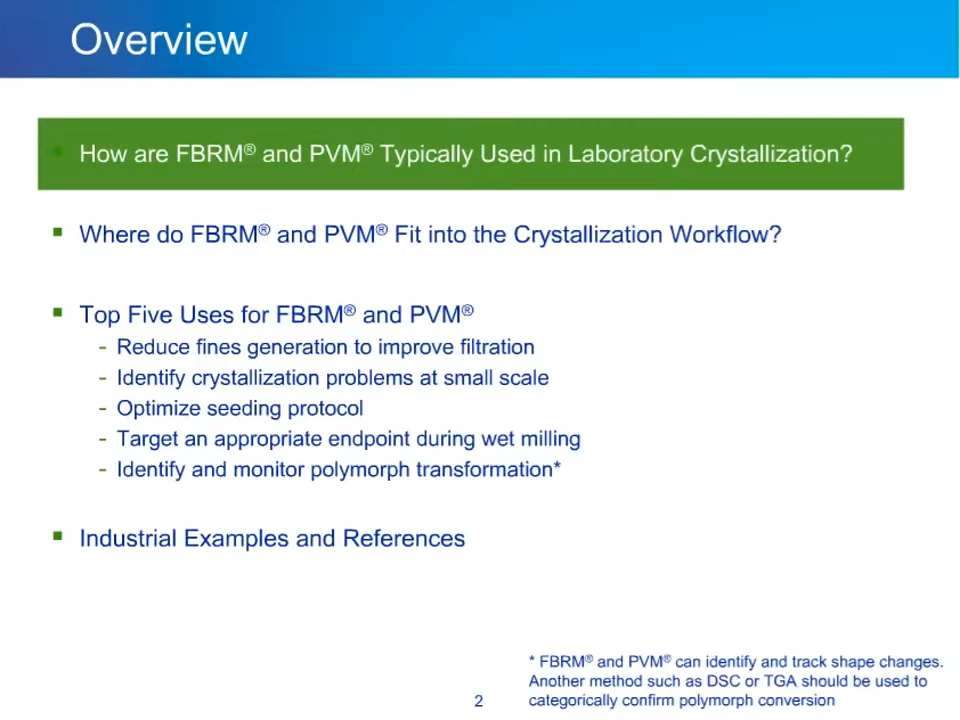 Overview
How are FBRM® and PVM® Typically Used in Laboratory Crystallization?
Where do FBRM® and PVM® Fit into the Crystallization Workflow?
Top Five Uses for FBRM® and PVM®
- Reduce fines generation to improve filtration
- Identify crystallization problems at small scale
- Optimize seeding protocol
- Target an appropriate endpoint during wet milling
- Identify and monitor polymorph transformation*
Industrial Examples and References
* FBRM® and PVM® can identify and track shape changes.
Another method such as DSC or TGA should be used to
categorically confirm polymorph conversion
2